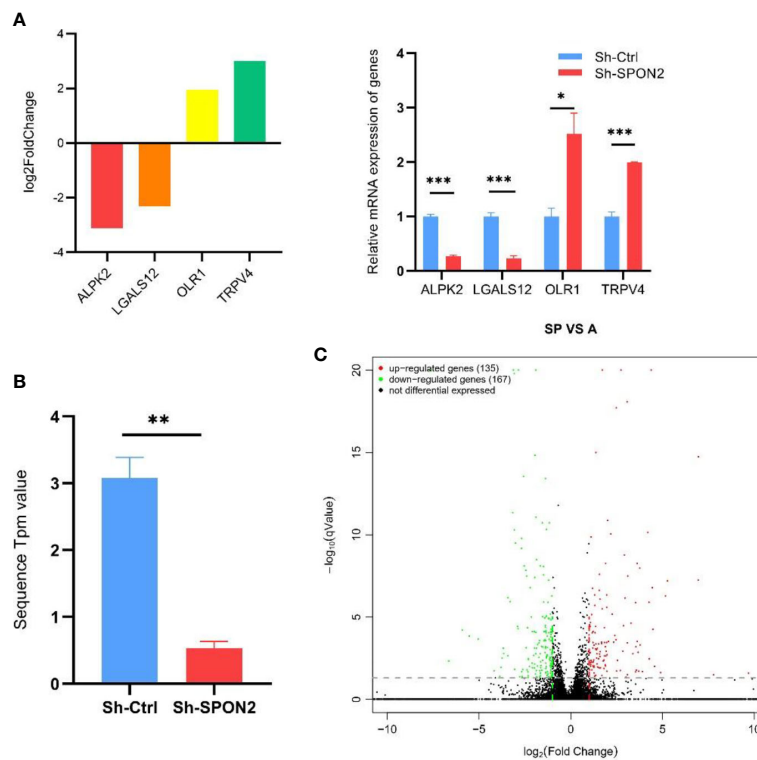 A
log2FoldChange
4
2
0
-2
-4
ALPK2
LGALS12
OLR1
TRPV4
Relative mRNA expression of genes
4
3
2
1
0
Sh-Ctrl
Sh-SPON2
***
***
*
***
ALPK2
LGALS12
OLR1
TRPV4
B
Sequence Tpm value
4
3
2
1
0
**
Sh-Ctrl
Sh-SPON2
C
SP VS A
up-regulated genes (135)
down-regulated genes (167)
not differential expressed
−log10(qValue)
20
15
10
5
0
−10
−5
0
5
10
log2(Fold Change)